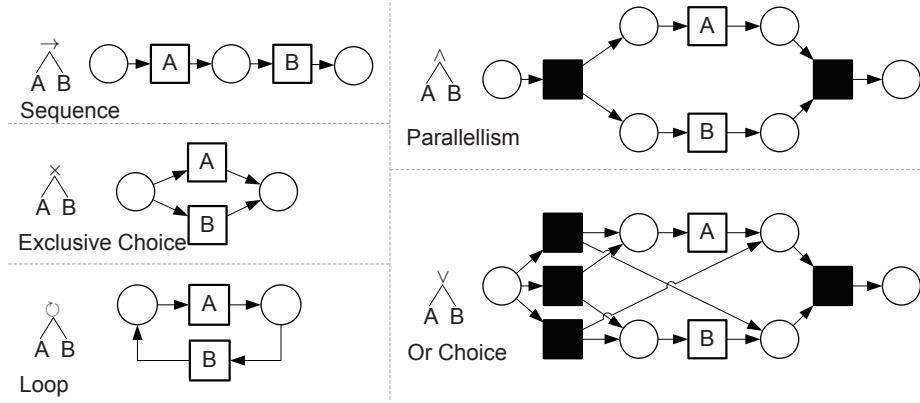 →
A B
A
B
Sequence
×
A B
A
B
Exclusive Choice
↻
A B
A
B
Loop
∧
A B
A
B
Parallellism
∨
A B
A
B
Or Choice